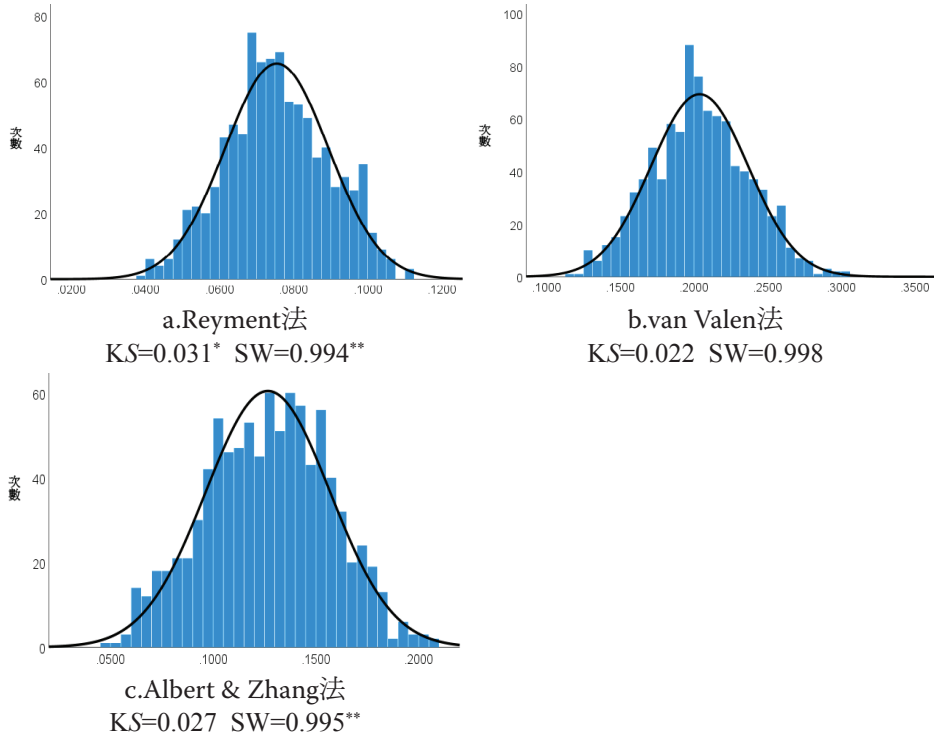 80
60
40
20
0
次數
.0200 .0400 .0600 .0800 .1000 .1200
a.Reyment法
KS=0.031* SW=0.994**
100
80
60
40
20
0
次數
.1000 .1500 .2000 .2500 .3000 .3500
b.van Valen法
KS=0.022 SW=0.998
60
40
20
0
次數
.0500 .1000 .1500 .2000
c.Albert & Zhang法
KS=0.027 SW=0.995**